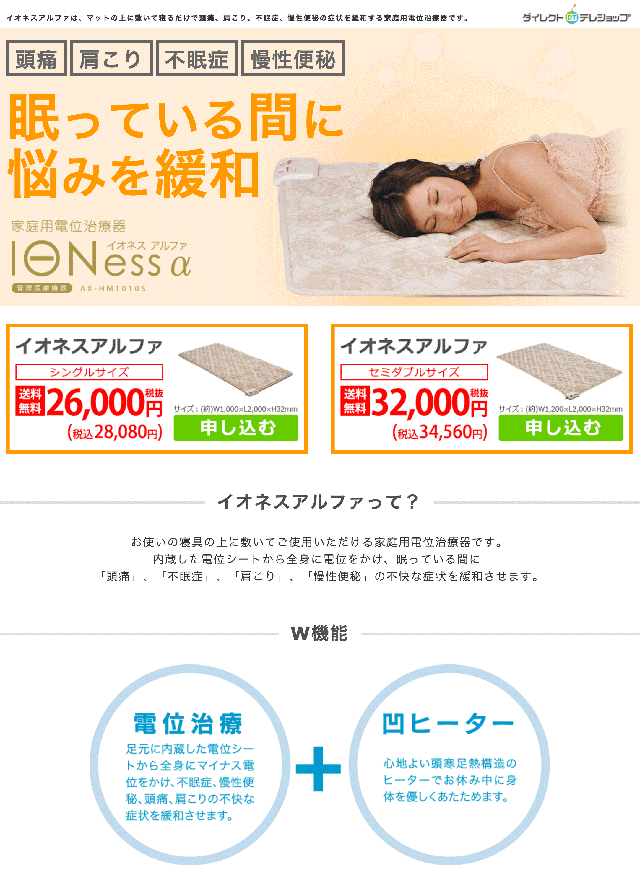 イオネスアルファは、マットの上に敷いて寝るだけで頭痛、肩こり、不眠症、慢性便秘の症状を緩和する家庭用電位治療器です。
ダイレクト DT テレショップ
頭痛 肩こり 不眠症 慢性便秘
眠っている間に
悩みを緩和
家庭用電位治療器
イオネス アルファ
IONess α
管理医療機器 AX-HM1010S
イオネスアルファ
シングルサイズ
送料無料 26,000円 税抜
(税込28,080円)
サイズ：(約)W1,000×L2,000×H32mm
申し込む
イオネスアルファ
セミダブルサイズ
送料無料 32,000円 税抜
(税込34,560円)
サイズ：(約)W1,200×L2,000×H32mm
申し込む
イオネスアルファって？
お使いの寝具の上に敷いてご使用いただける家庭用電位治療器です。
内蔵した電位シートから全身に電位をかけ、眠っている間に
「頭痛」、「不眠症」、「肩こり」、「慢性便秘」の不快な症状を緩和させます。
W機能
電位治療
足元に内蔵した電位シー
トから全身にマイナス電
位をかけ、不眠症、慢性便
秘、頭痛、肩こりの不快な
症状を緩和させます。
+
凹ヒーター
心地よい頭寒足熱構造の
ヒーターでお休み中に身
体を優しくあたためます。